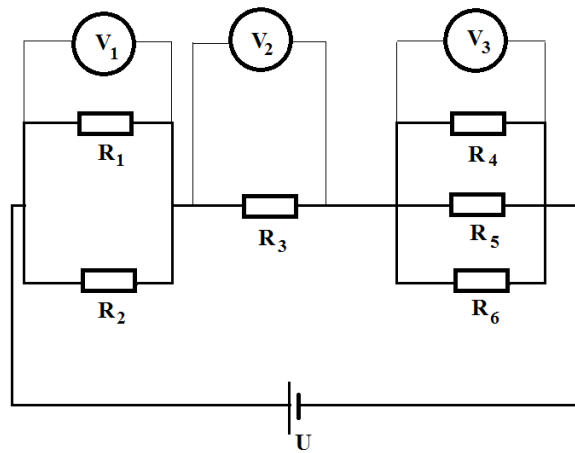 V₁ V₂ V₃
R₁ R₄
R₃ R₅
R₂ R₆
U